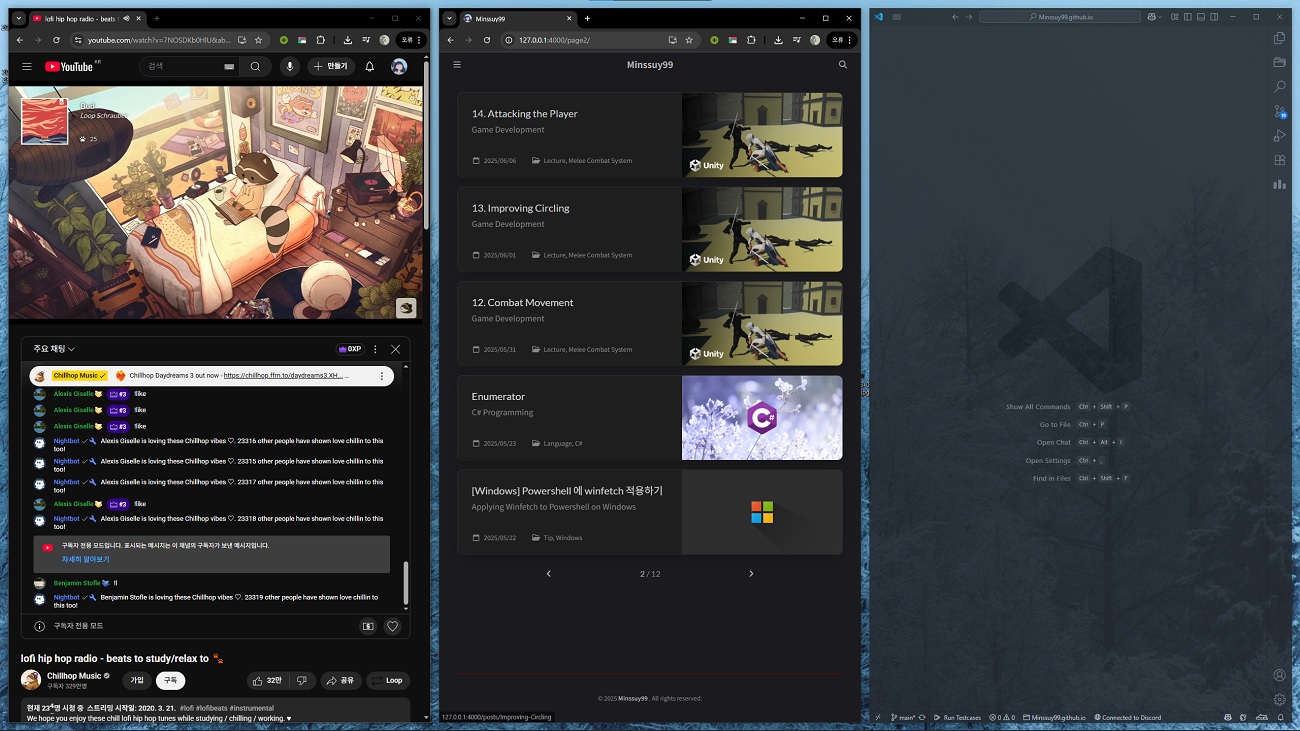 lofi hip hop radio - beats
youtube.com/watch?v=7NOSDKb0HlU&ab...
오류
YouTube KR
검색
만들기
Bud
Loop Schrauber
25
주요 채팅
0XP
Chillhop Music Chillhop Daydreams 3 out now - https://chillhop.ffm.to/daydreams3.XH... ...
Alexis Giselle #3 !like
Alexis Giselle #3 !like
Alexis Giselle #3 !like
Nightbot Alexis Giselle is loving these Chillhop vibes ♡. 23316 other people have shown love chillin to this
too!
Nightbot Alexis Giselle is loving these Chillhop vibes ♡. 23315 other people have shown love chillin to this
too!
Nightbot Alexis Giselle is loving these Chillhop vibes ♡. 23317 other people have shown love chillin to this
too!
Alexis Giselle #3 !like
Nightbot Alexis Giselle is loving these Chillhop vibes ♡. 23318 other people have shown love chillin to this
too!
구독자 전용 모드입니다. 표시되는 메시지는 이 채널의 구독자가 보낸 메시지입니다.
자세히 알아보기
Benjamin Stofle !l
Nightbot Benjamin Stofle is loving these Chillhop vibes ♡. 23319 other people have shown love chillin to
this too!
구독자 전용 모드
lofi hip hop radio - beats to study/relax to 🐾
Chillhop Music
구독자 329만명
가입
구독
32만
공유
Loop
스트리밍 시작일: 2020. 3. 21. #lofi #lofibeats #instrumental
We hope you enjoy these chill lofi hip hop tunes while studying / chilling / working. ♥
Minssuy99
127.0.0.1:4000/page2/
오류
Minssuy99
14. Attacking the Player
Game Development
2025/06/06 Lecture, Melee Combat System
Unity
13. Improving Circling
Game Development
2025/06/01 Lecture, Melee Combat System
Unity
12. Combat Movement
Game Development
2025/05/31 Lecture, Melee Combat System
Unity
Enumerator
C# Programming
2025/05/23 Language, C#
C#
[Windows] Powershell 에 winfetch 적용하기
Applying Winfetch to Powershell on Windows
2025/05/22 Tip, Windows
2 / 12
© 2025 Minssuy99 . All rights reserved.
127.0.0.1:4000/posts/Improving-Circling
Minssuy99.github.io
Show All Commands Ctrl + Shift + P
Go to File Ctrl + P
Open Chat Ctrl + Alt + I
Open Settings Ctrl + ,
Find in Files Ctrl + Shift + F
main*
Run Testcases
0 0
Minssuy99.github.io
Connected to Discord